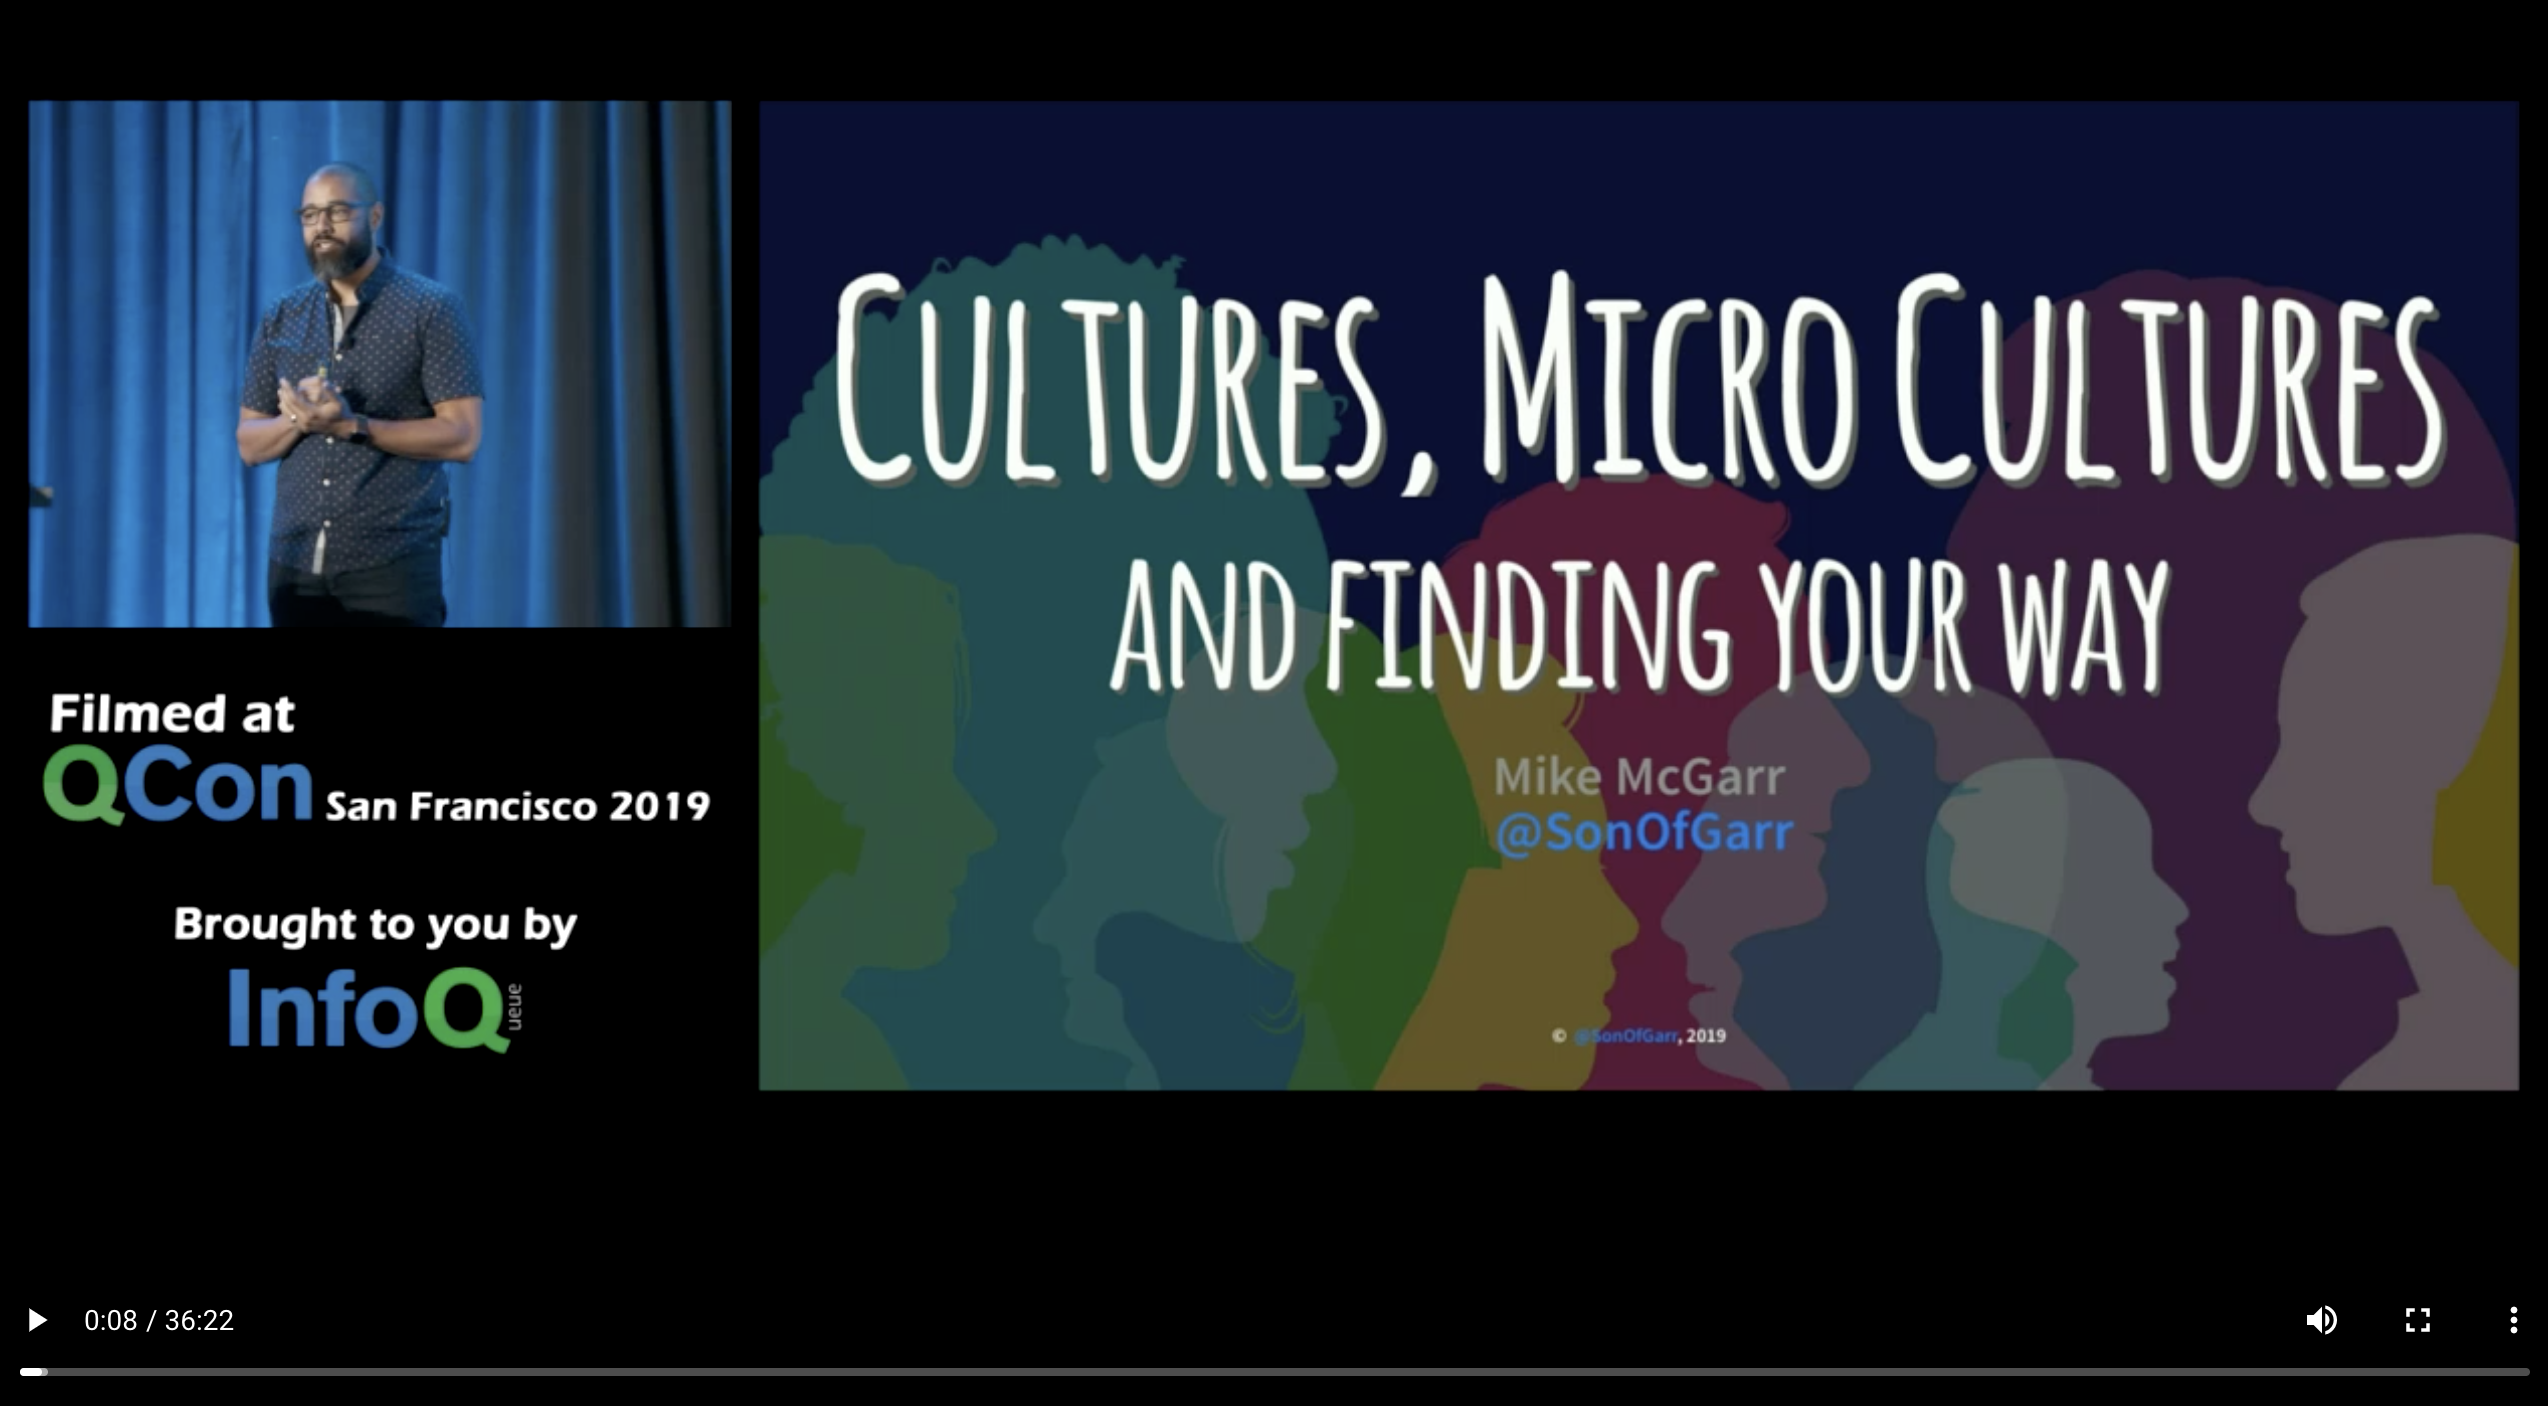 Filmed at
QCon San Francisco 2019
Brought to you by
InfoQ
ueue
CULTURES, MICRO CULTURES
AND FINDING YOUR WAY
Mike McGarr
@SonOfGarr
© @SonOfGarr, 2019
0:08 / 36:22